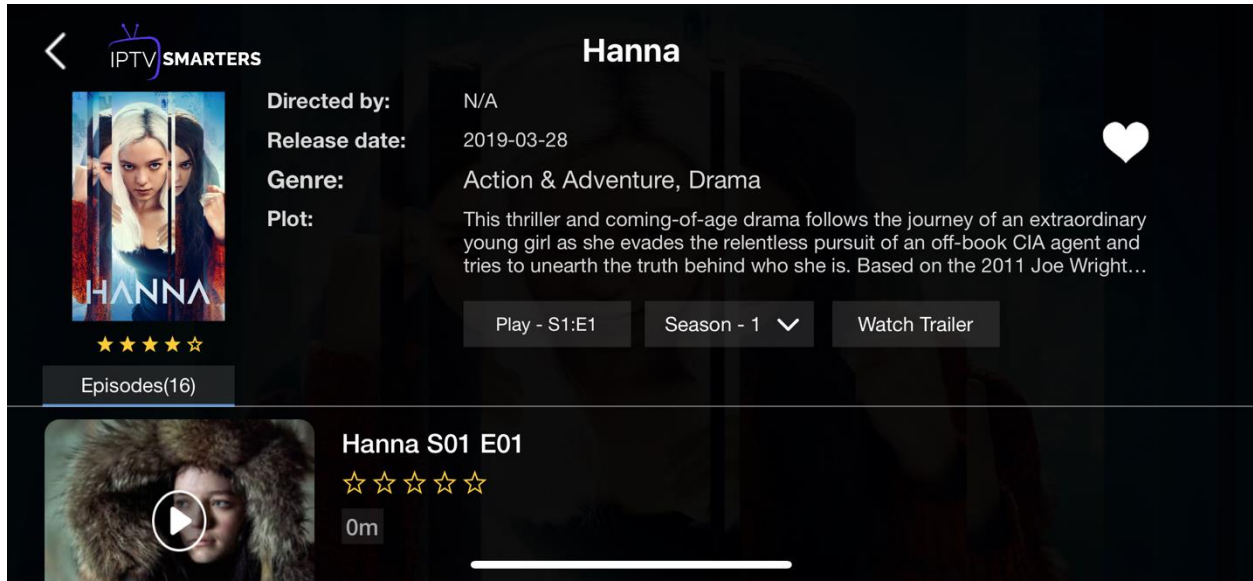 IPTV SMARTERS
Hanna
Directed by: N/A
Release date: 2019-03-28
Genre: Action & Adventure, Drama
Plot: This thriller and coming-of-age drama follows the journey of an extraordinary
young girl as she evades the relentless pursuit of an off-book CIA agent and
tries to unearth the truth behind who she is. Based on the 2011 Joe Wright...
HANNA
Play - S1:E1
Season - 1
Watch Trailer
Episodes(16)
Hanna S01 E01
0m